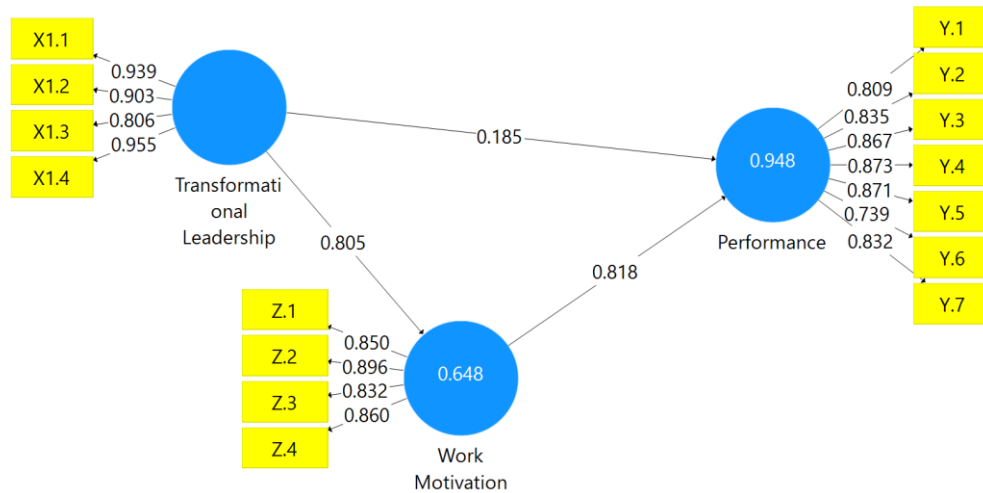 X1.1
X1.2
X1.3
X1.4
0.939
0.903
0.806
0.955
Transformati
onal
Leadership
0.185
0.805
0.818
0.948
Performance
0.809
0.835
0.867
0.873
0.871
0.739
0.832
Y.1
Y.2
Y.3
Y.4
Y.5
Y.6
Y.7
Z.1
Z.2
Z.3
Z.4
0.850
0.896
0.832
0.860
0.648
Work
Motivation